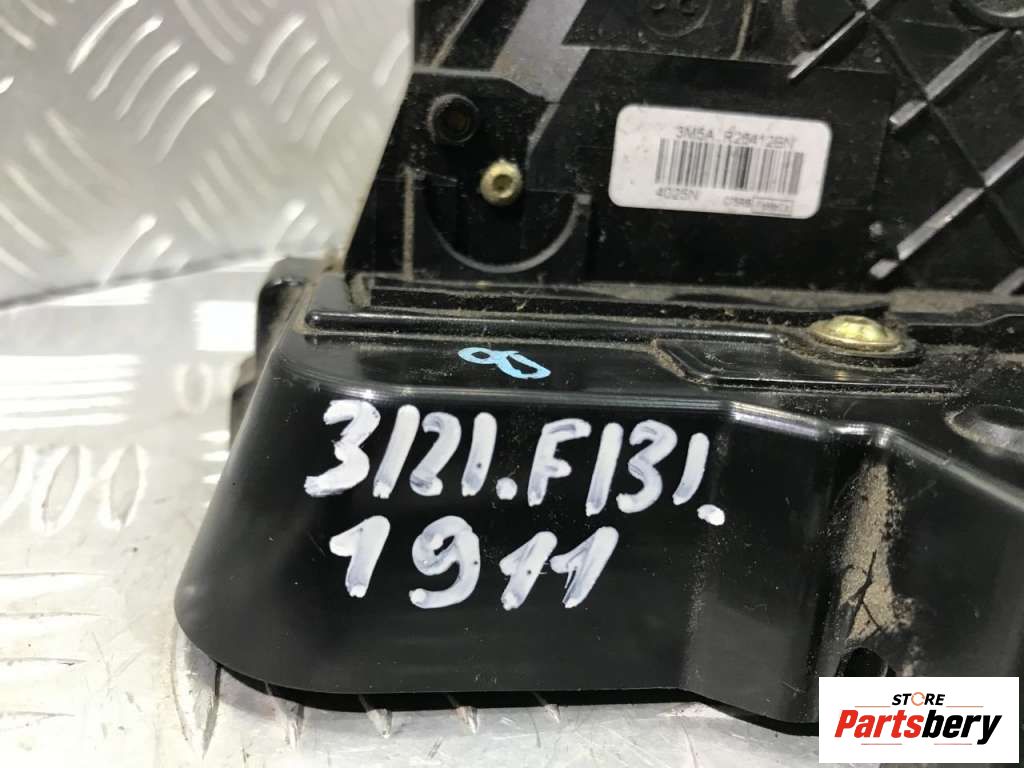 3M5A R26412BN
4025N
3121.F131.
1911
STORE
Partsbery